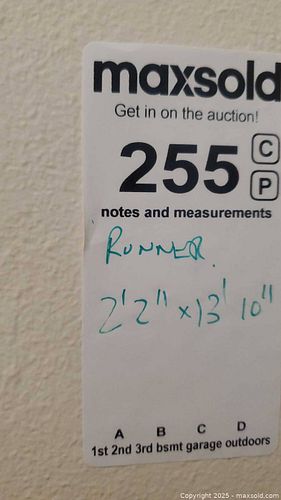 maxsold
Get in on the auction!
255 C
P
notes and measurements
RUNNER.
2'2" x 13' 10"
A B C D
1st 2nd 3rd bsmt garage outdoors
Copyright © 2025 - maxsold.com